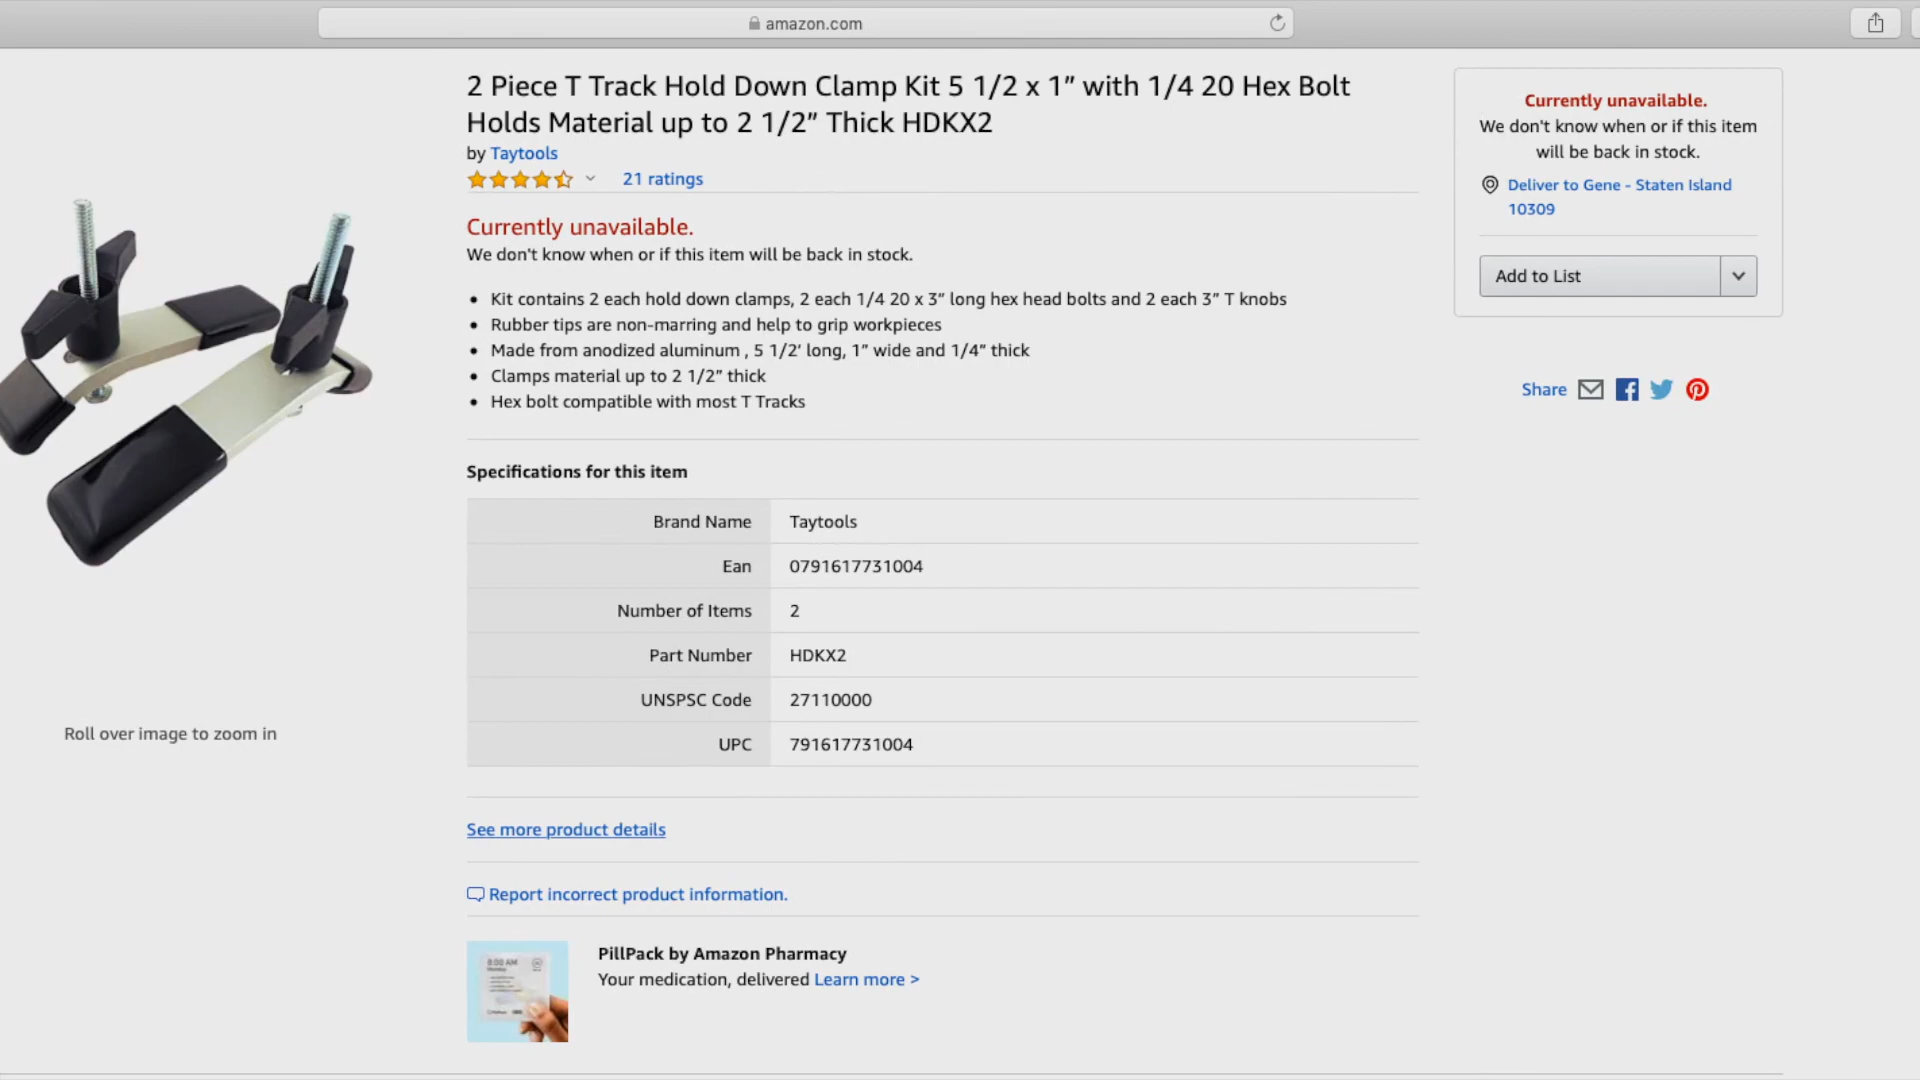 amazon.com
2 Piece T Track Hold Down Clamp Kit 5 1/2 x 1” with 1/4 20 Hex Bolt
Holds Material up to 2 1/2” Thick HDKX2
by Taytools
21 ratings
Currently unavailable.
We don't know when or if this item will be back in stock.
• Kit contains 2 each hold down clamps, 2 each 1/4 20 x 3” long hex head bolts and 2 each 3” T knobs
• Rubber tips are non-marring and help to grip workpieces
• Made from anodized aluminum , 5 1/2' long, 1” wide and 1/4” thick
• Clamps material up to 2 1/2” thick
• Hex bolt compatible with most T Tracks
Specifications for this item
Brand Name Taytools
Ean 0791617731004
Number of Items 2
Part Number HDKX2
UNSPSC Code 27110000
UPC 791617731004
See more product details
Report incorrect product information.
PillPack by Amazon Pharmacy
Your medication, delivered Learn more >
8:00 AM
Roll over image to zoom in
Currently unavailable.
We don't know when or if this item
will be back in stock.
Deliver to Gene - Staten Island
10309
Add to List
Share